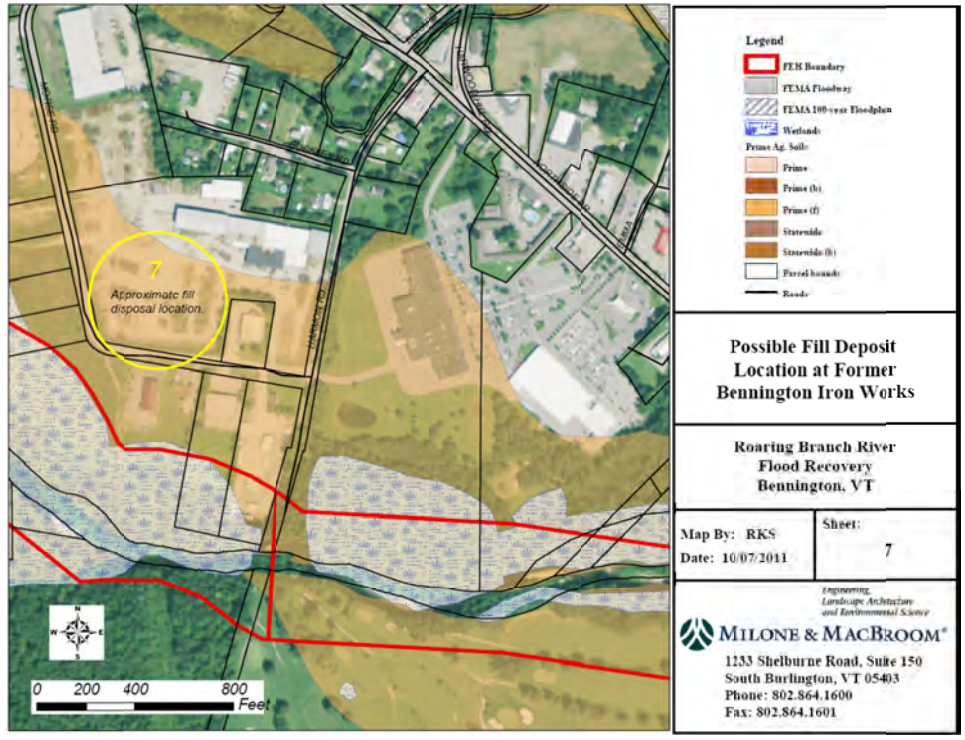 7
Approximate fill
disposal location.
HARMON RD
N
W E
S
0 200 400 800
Feet
Legend
FEH Boundary
FEMA Floodway
FEMA 100-year Floodplan
Wetlands
Prime Ag. Soils
Prime
Prime (b)
Prime (f)
Statewide
Statewide (b)
Parcel bounds
Roads
Possible Fill Deposit
Location at Former
Bennington Iron Works
Roaring Branch River
Flood Recovery
Bennington, VT
Map By: RKS
Date: 10/07/2011
Sheet:
7
Engineering,
Landscape Architecture
and Environmental Science
MILONE & MACBROOM®
1233 Shelburne Road, Suite 150
South Burlington, VT 05403
Phone: 802.864.1600
Fax: 802.864.1601